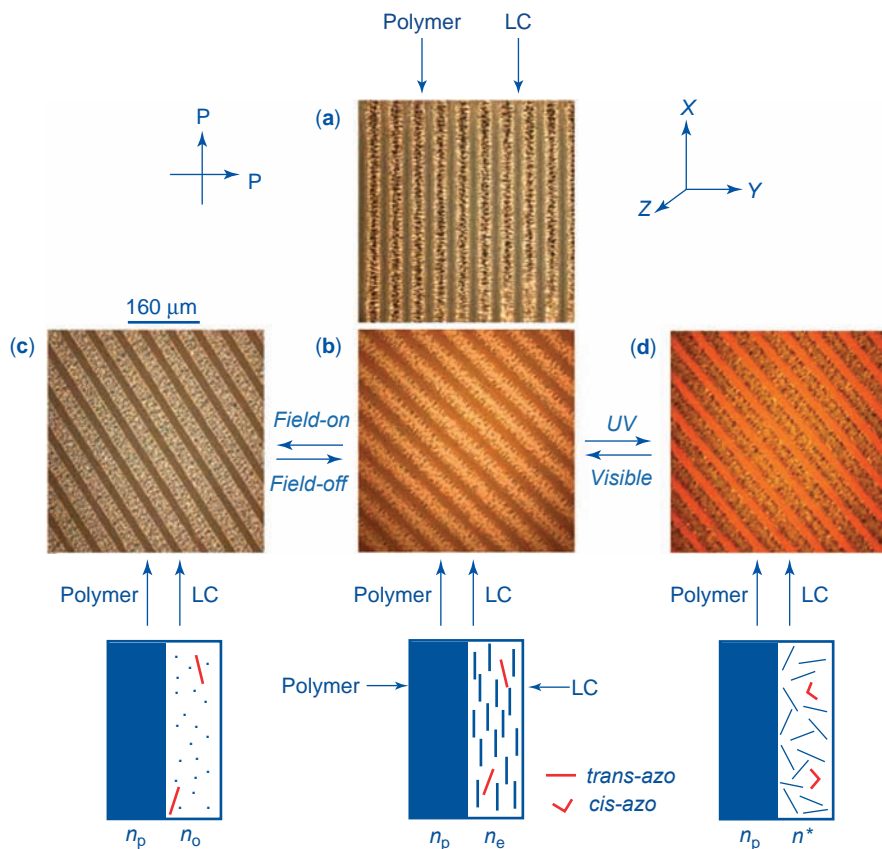 Polymer LC
(a)
P
P
X
Y
Z
160 μm
(c) (b) (d)
Field-on
Field-off
UV
Visible
Polymer LC
Polymer LC
Polymer LC
Polymer LC
trans-azo
cis-azo
nₚ nₒ
nₚ nₑ
nₚ n*